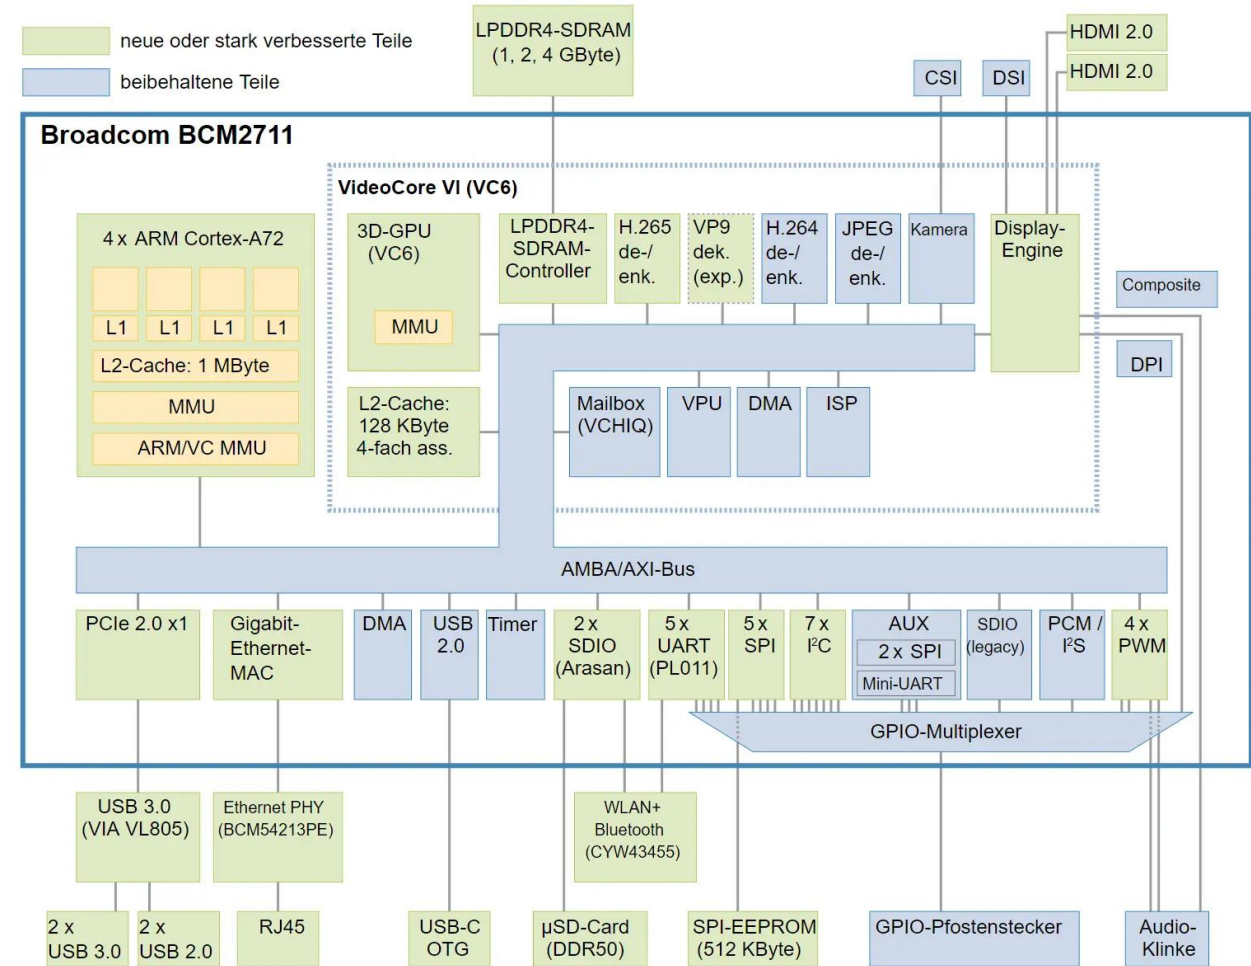 neue oder stark verbesserte Teile
beibehaltene Teile
LPDDR4-SDRAM
(1, 2, 4 GByte)
CSI
DSI
HDMI 2.0
HDMI 2.0
Broadcom BCM2711
VideoCore VI (VC6)
4 x ARM Cortex-A72
L1
L1
L1
L1
L2-Cache: 1 MByte
MMU
ARM/VC MMU
3D-GPU
(VC6)
MMU
LPDDR4-
SDRAM-
Controller
H.265
de-/
enk.
VP9
dek.
(exp.)
H.264
de-/
enk.
JPEG
de-/
enk.
Kamera
Display-
Engine
Composite
DPI
L2-Cache:
128 KByte
4-fach ass.
Mailbox
(VCHIQ)
VPU
DMA
ISP
AMBA/AXI-Bus
PCIe 2.0 x1
Gigabit-
Ethernet-
MAC
DMA
USB
2.0
Timer
2 x
SDIO
(Arasan)
5 x
UART
(PL011)
5 x
SPI
7 x
I²C
AUX
2 x SPI
Mini-UART
SDIO
(legacy)
PCM /
I²S
4 x
PWM
GPIO-Multiplexer
USB 3.0
(VIA VL805)
Ethernet PHY
(BCM54213PE)
WLAN+
Bluetooth
(CYW43455)
2 x
USB 3.0
2 x
USB 2.0
RJ45
USB-C
OTG
µSD-Card
(DDR50)
SPI-EEPROM
(512 KByte)
GPIO-Pfostenstecker
Audio-
Klinke